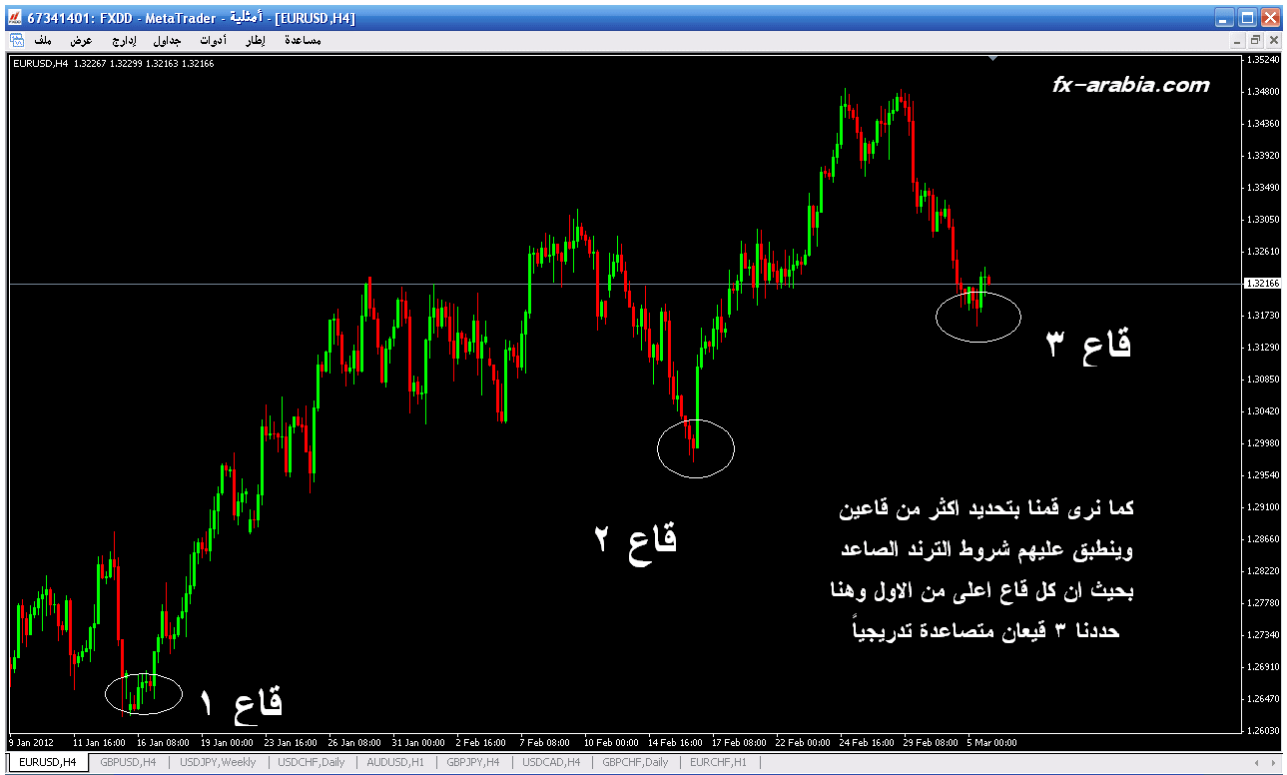 67341401: FXDD - MetaTrader - أمثلية - [EURUSD,H4]
ملف عرض إدارج جداول أدوات إطار مساعدة
EURUSD,H4 1.32267 1.32299 1.32163 1.32166
fx-arabia.com
1.35240
1.34800
1.34360
1.33920
1.33490
1.33050
1.32610
1.32166
1.31730
1.31290
1.30850
1.30420
1.29980
1.29540
1.29100
1.28660
1.28220
1.27780
1.27340
1.26910
1.26470
1.26030
قاع ٣
قاع ٢
قاع ١
كما نرى قمنا بتحديد اكثر من قاعين
وينطبق عليهم شروط الترند الصاعد
بحيث ان كل قاع اعلى من الاول وهنا
حددنا ٣ قيعان متصاعدة تدريجياً
9 Jan 2012 11 Jan 16:00 16 Jan 08:00 19 Jan 00:00 23 Jan 16:00 26 Jan 08:00 31 Jan 00:00 2 Feb 16:00 7 Feb 08:00 10 Feb 00:00 14 Feb 16:00 17 Feb 08:00 22 Feb 00:00 24 Feb 16:00 29 Feb 08:00 5 Mar 00:00
EURUSD,H4 GBPUSD,H4 USDJPY,Weekly USDCHF,Daily AUDUSD,H1 GBPJPY,H4 USDCAD,H4 GBPCHF,Daily EURCHF,H1